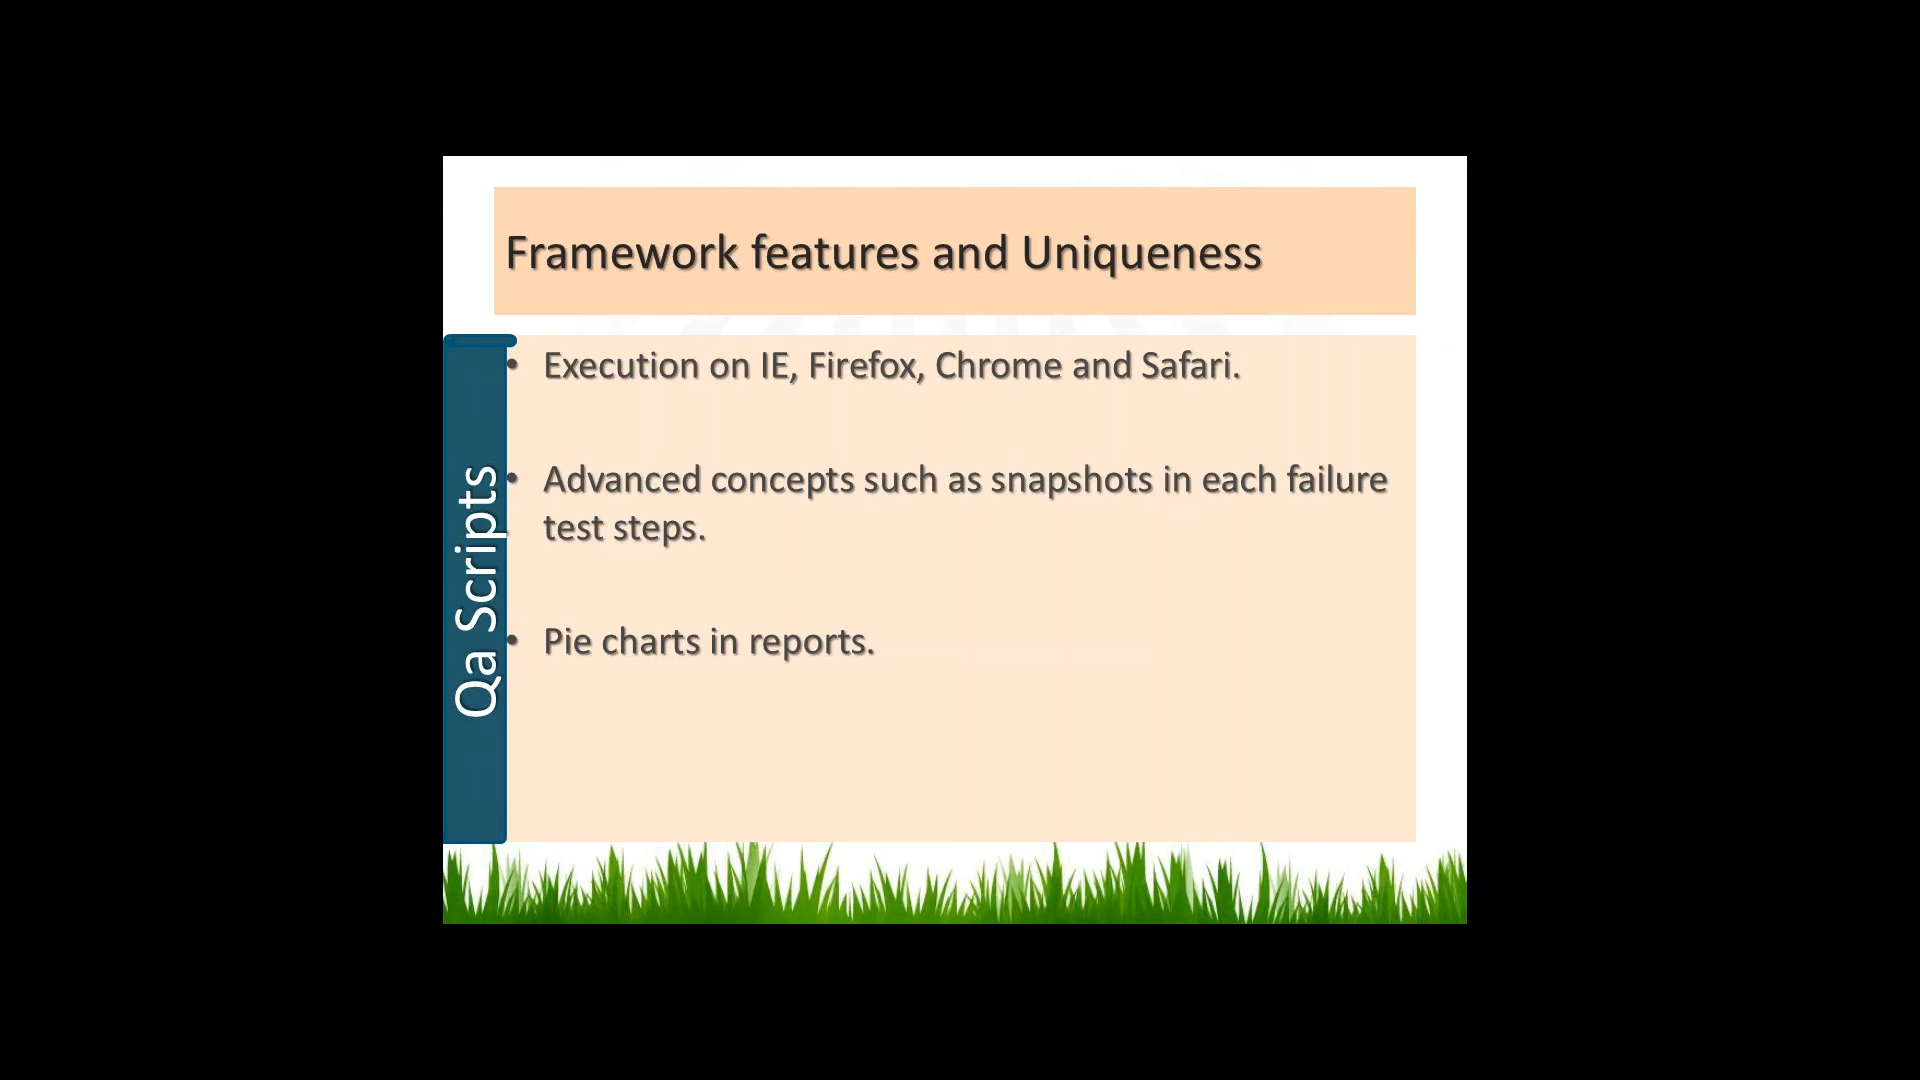 Framework features and Uniqueness
• Execution on IE, Firefox, Chrome and Safari.
• Advanced concepts such as snapshots in each failure
test steps.
• Pie charts in reports.
Qa Scripts